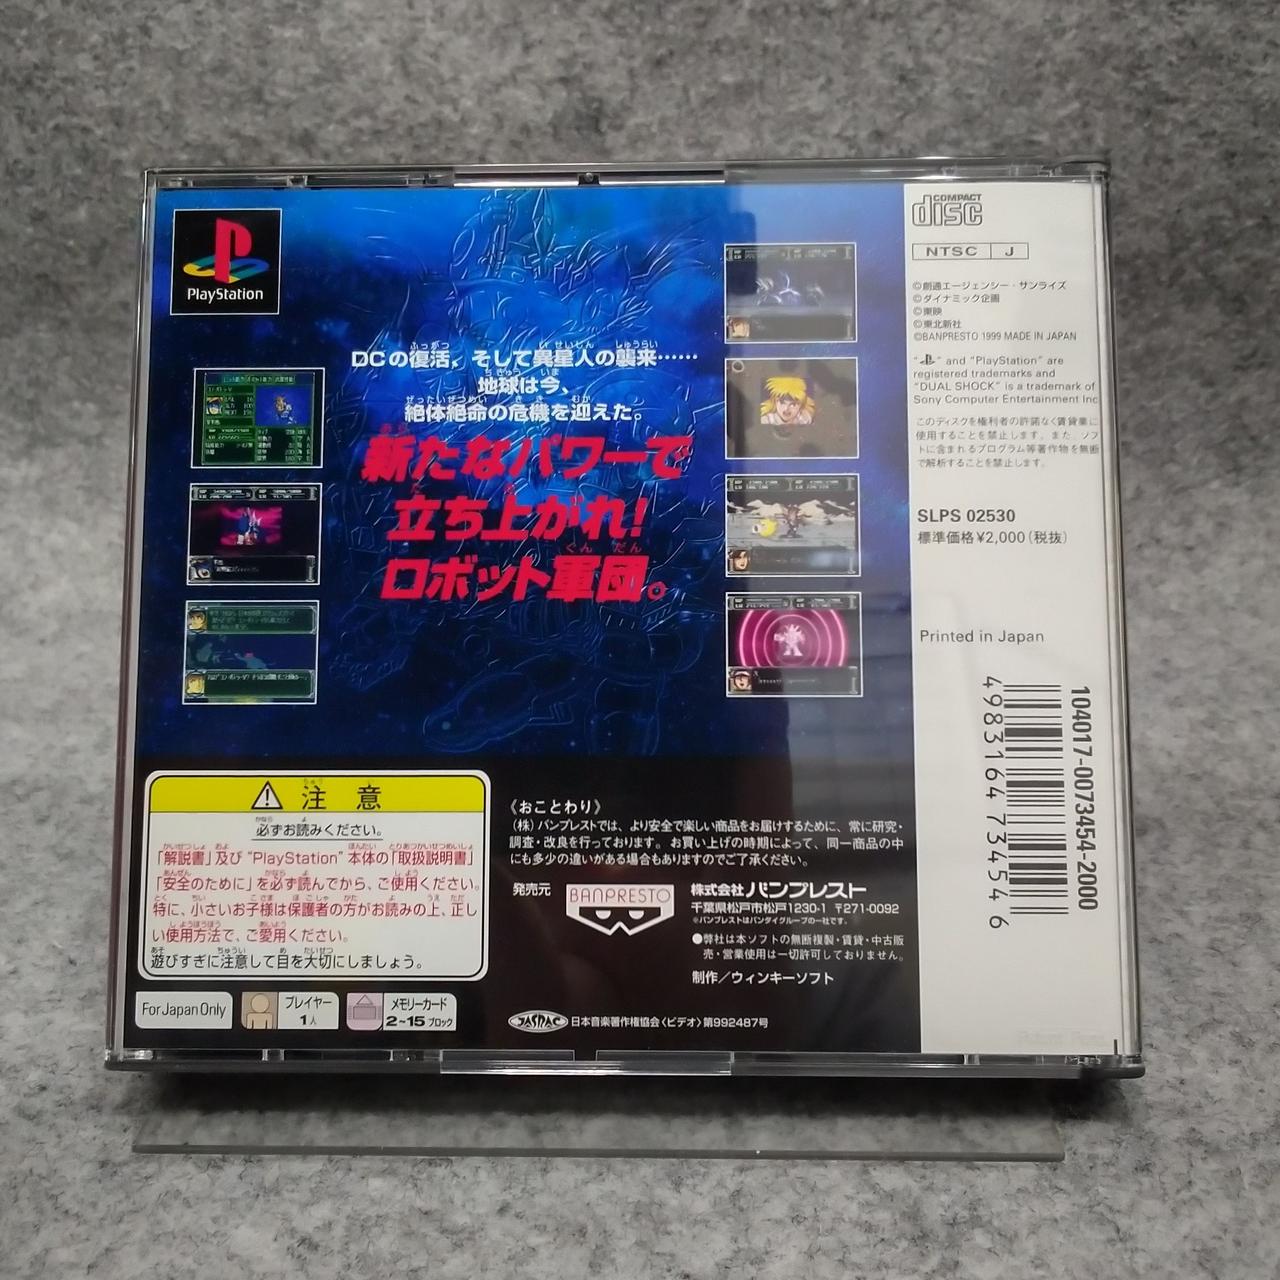 PlayStation
DCの復活、そして異星人の襲来……
地球は今、
絶体絶命の危機を迎えた。
新たなパワーで
立ち上がれ!
ロボット軍団。
注意
必ずお読みください。
「解説書」及び“PlayStation”本体の「取扱説明書」
「安全のために」を必ず読んでから、ご使用ください。
特に、小さいお子様は保護者の方がお読みの上、正し
い使用方法で、ご愛用ください。
遊びすぎに注意して目を大切にしましょう。
For Japan Only
プレイヤー
1人
メモリーカード
2~15ブロック
《おことわり》
(株)バンプレストでは、より安全で楽しい商品をお届けするために、常に研究・
調査・改良を行っております。お買い上げの時期によって、同一商品の中
にも多少の違いがある場合もありますのでご了承ください。
発売元
BANPRESTO
株式会社バンプレスト
千葉県松戸市松戸1230-1 〒271-0092
※バンプレストはバンダイグループの一社です。
●弊社は本ソフトの無断複製・賃貸・中古販
売・営業使用は一切許可しておりません。
制作/ウィンキーソフト
JASRAC 日本音楽著作権協会〈ビデオ〉第992487号
COMPACT
disc
NTSC J
©創通エージェンシー・サンライズ
©ダイナミック企画
©東映
©東北新社
©BANPRESTO 1999 MADE IN JAPAN
“ ” and “PlayStation” are
registered trademarks and
“DUAL SHOCK” is a trademark of
Sony Computer Entertainment Inc
このディスクを権利者の許諾なく賃貸業に
使用することを禁止します。また、ソフ
トに含まれるプログラム等著作物を無断
で解析することを禁止します。
SLPS 02530
標準価格¥2,000(税抜)
Printed in Japan
104017-0073454-2000
4983164734546